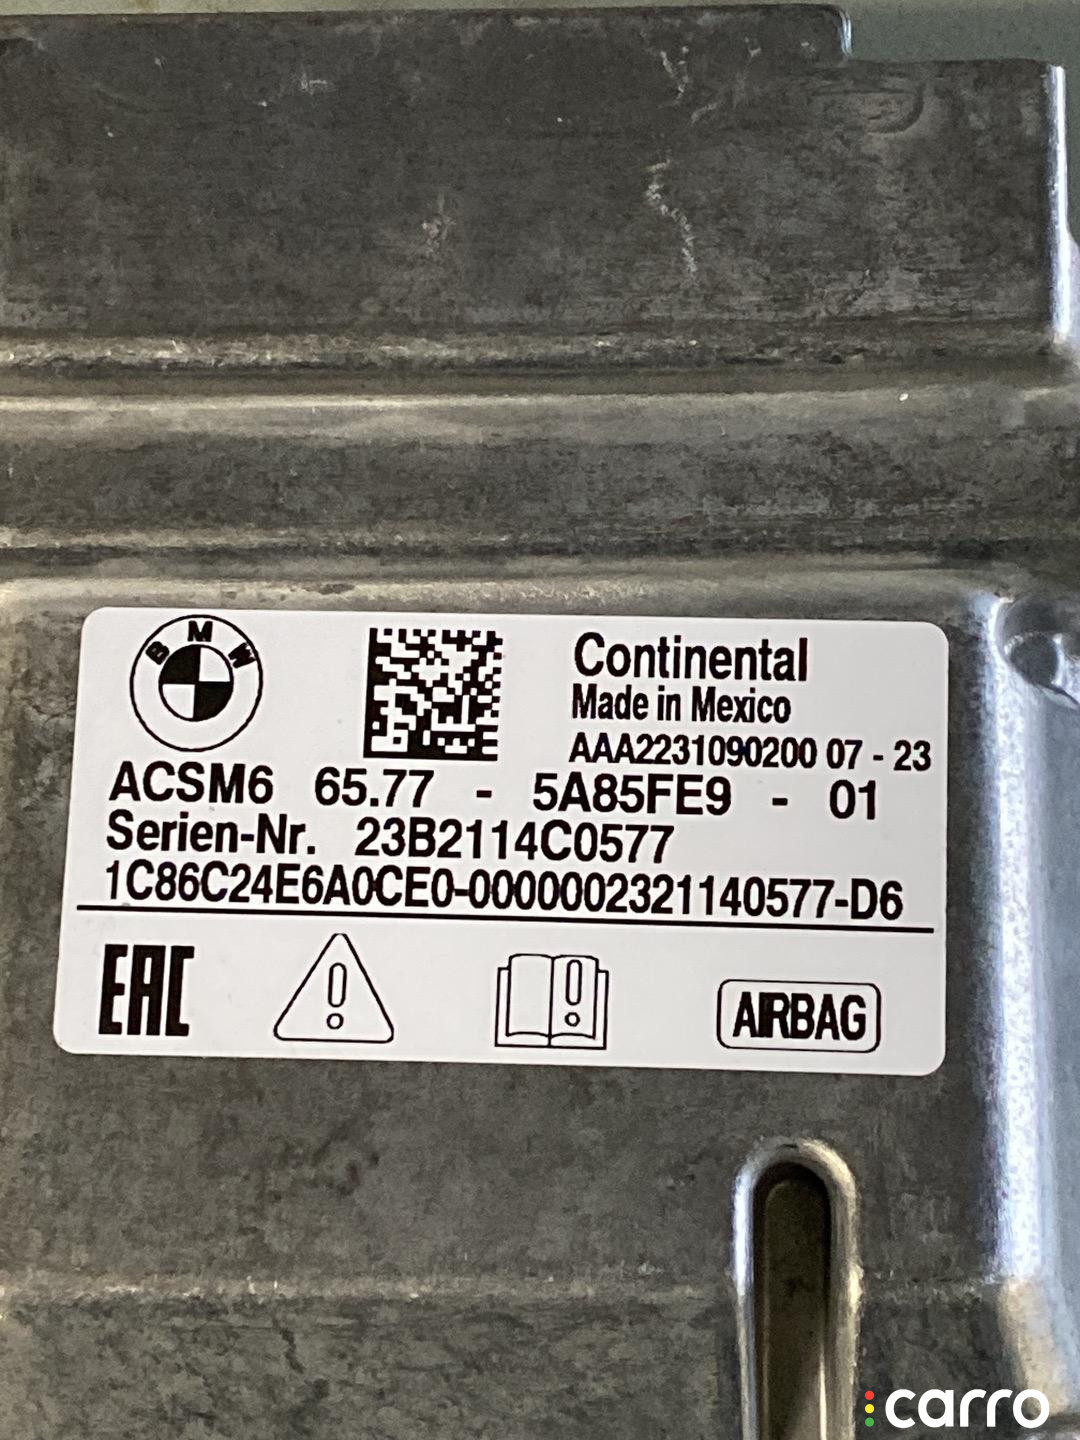 BMW
Continental
Made in Mexico
AAA2231090200 07 - 23
ACSM6 65.77 - 5A85FE9 - 01
Serien-Nr. 23B2114C0577
1C86C24E6A0CE0-0000002321140577-D6
EAC
AIRBAG
carro